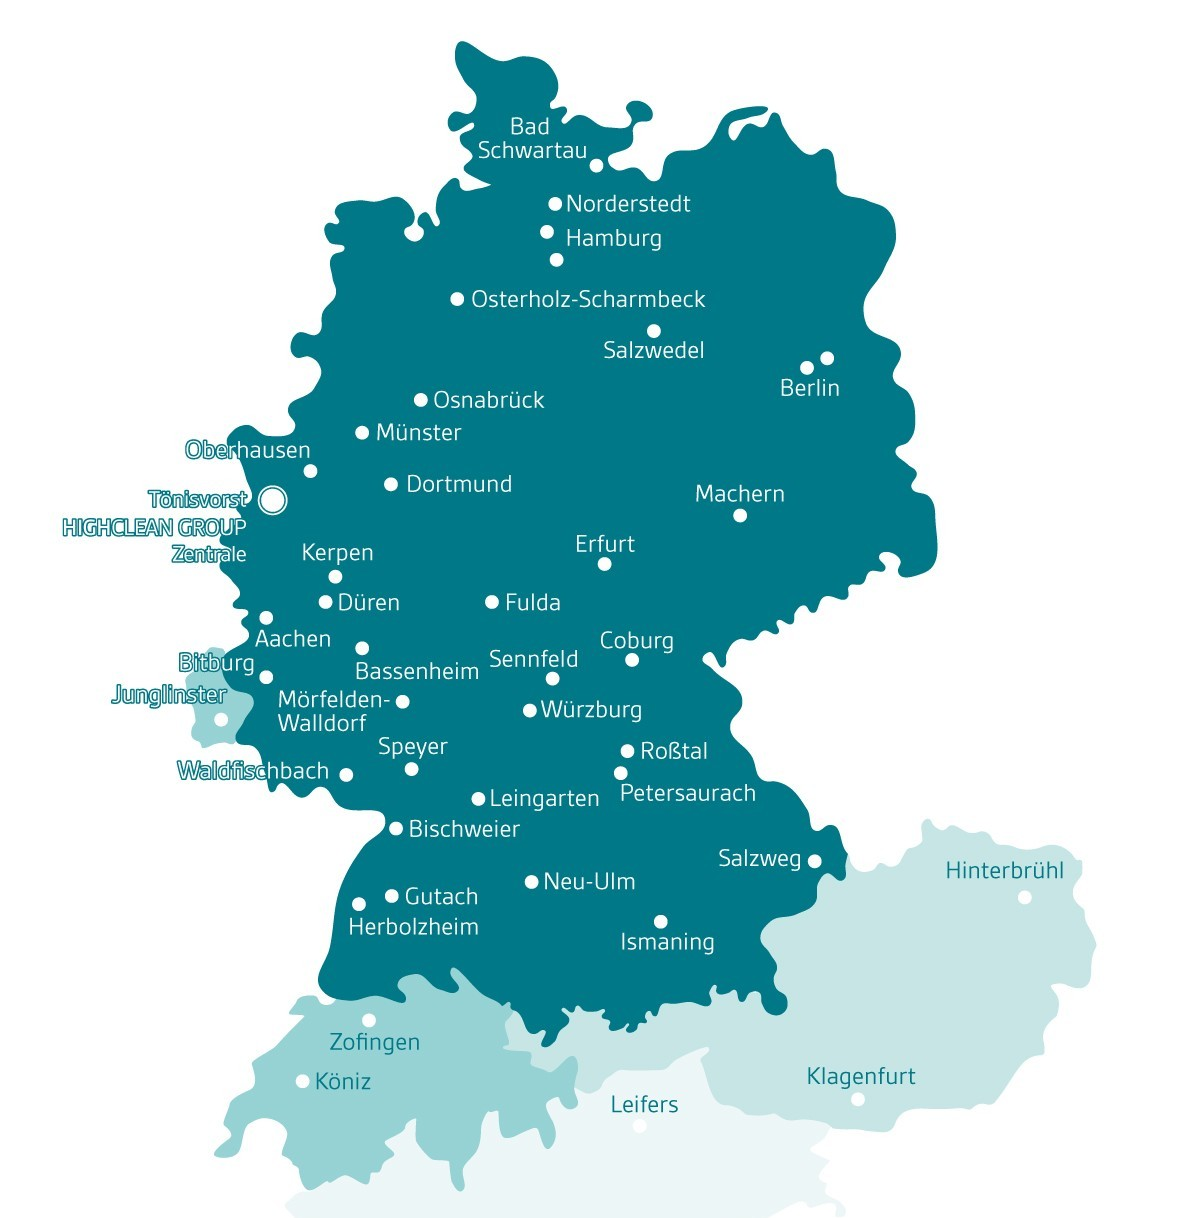 Bad
Schwartau
Norderstedt
Hamburg
Osterholz-Scharmbeck
Salzwedel
Berlin
Osnabrück
Münster
Oberhausen
Dortmund
Machern
Tönisvorst
HIGHCLEAN GROUP
Zentrale
Erfurt
Kerpen
Düren
Fulda
Aachen
Coburg
Bitburg
Bassenheim
Sennfeld
Junglinster
Mörfelden-
Walldorf
Würzburg
Speyer
Roßtal
Waldfischbach
Petersaurach
Leingarten
Bischweier
Salzweg
Hinterbrühl
Neu-Ulm
Gutach
Herbolzheim
Ismaning
Zofingen
Köniz
Klagenfurt
Leifers